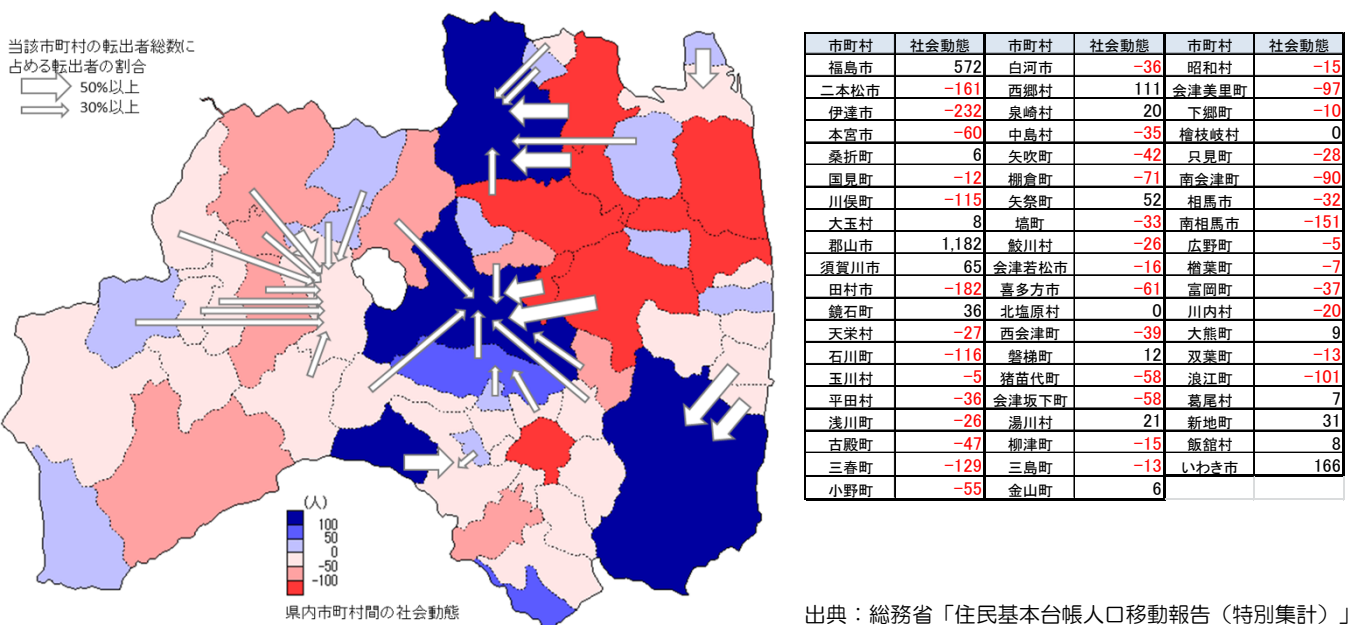 当該市町村の転出者総数に
占める転出者の割合
50%以上
30%以上
(人)
100
50
0
-50
-100
県内市町村間の社会動態
市町村 社会動態 市町村 社会動態 市町村 社会動態
福島市 572 白河市 -36 昭和村 -15
二本松市 -161 西郷村 111 会津美里町 -97
伊達市 -232 泉崎村 20 下郷町 -10
本宮市 -60 中島村 -35 檜枝岐村 0
桑折町 6 矢吹町 -42 只見町 -28
国見町 -12 棚倉町 -71 南会津町 -90
川俣町 -115 矢祭町 52 相馬市 -32
大玉村 8 塙町 -33 南相馬市 -151
郡山市 1,182 鮫川村 -26 広野町 -5
須賀川市 65 会津若松市 -16 楢葉町 -7
田村市 -182 喜多方市 -61 富岡町 -37
鏡石町 36 北塩原村 0 川内村 -20
天栄村 -27 西会津町 -39 大熊町 9
石川町 -116 磐梯町 12 双葉町 -13
玉川村 -5 猪苗代町 -58 浪江町 -101
平田村 -36 会津坂下町 -58 葛尾村 7
浅川町 -26 湯川村 21 新地町 31
古殿町 -47 柳津町 -15 飯舘村 8
三春町 -129 三島町 -13 いわき市 166
小野町 -55 金山町 6
出典：総務省「住民基本台帳人口移動報告（特別集計）」